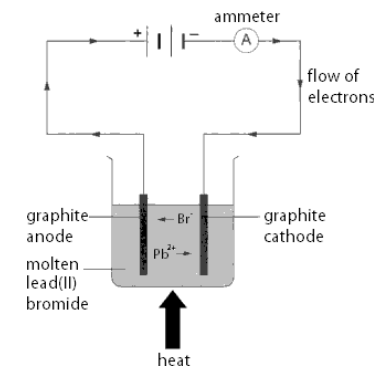 ammeter
+ −
A
flow of
electrons
graphite
anode
Br⁻
graphite
cathode
Pb²⁺
molten
lead(II)
bromide
heat